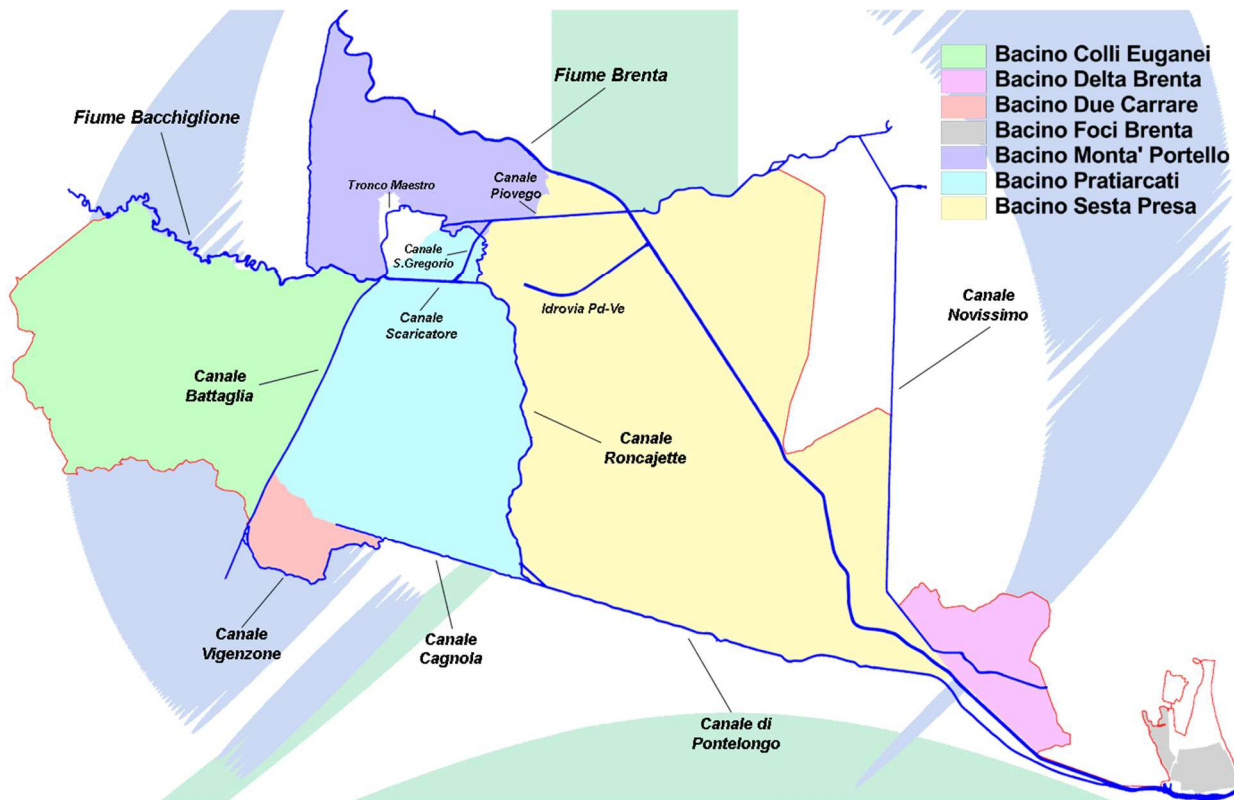 Bacino Colli Euganei
Bacino Delta Brenta
Bacino Due Carrare
Bacino Foci Brenta
Bacino Monta' Portello
Bacino Pratiarcati
Bacino Sesta Presa
Fiume Brenta
Fiume Bacchiglione
Tronco Maestro
Canale
Piovego
Canale
S.Gregorio
Canale
Scaricatore
Idrovia Pd-Ve
Canale
Novissimo
Canale
Battaglia
Canale
Roncajette
Canale
Vigenzone
Canale
Cagnola
Canale di
Pontelongo